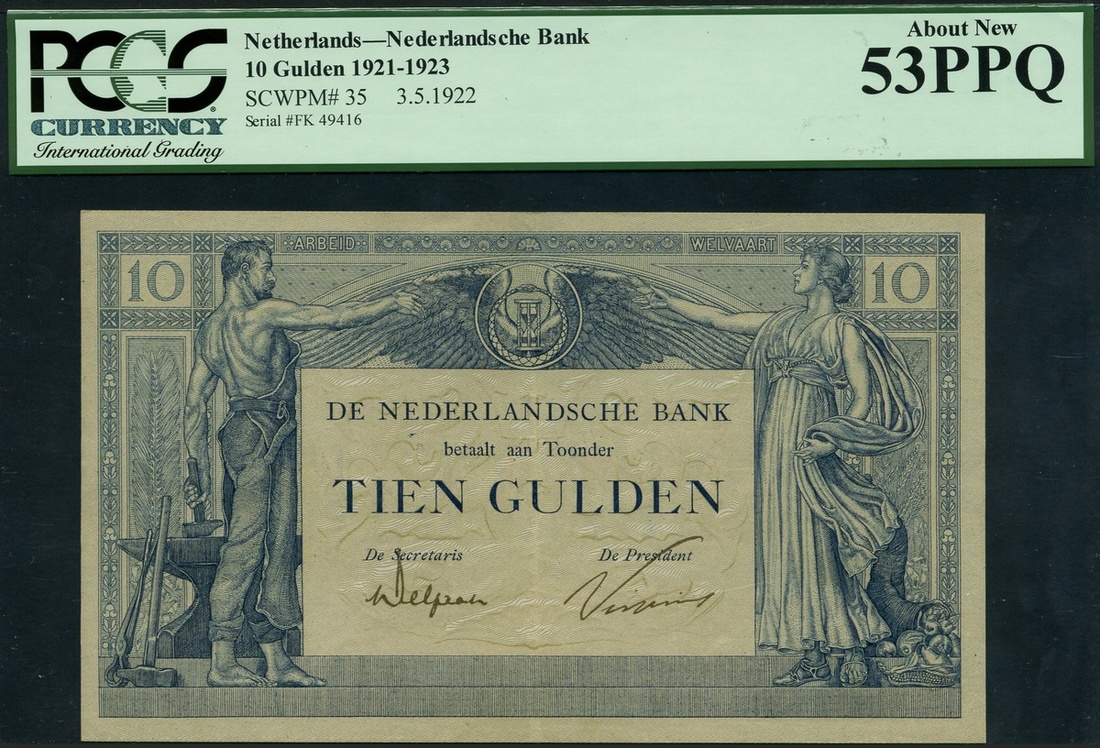 PCGS
CURRENCY
International Grading
Netherlands—Nederlandsche Bank
10 Gulden 1921-1923
SCWPM# 35 3.5.1922
Serial #FK 49416
About New
53PPQ
ARBEID
WELVAART
10
10
DE NEDERLANDSCHE BANK
betaalt aan Toonder
TIEN GULDEN
De Secretaris
De President